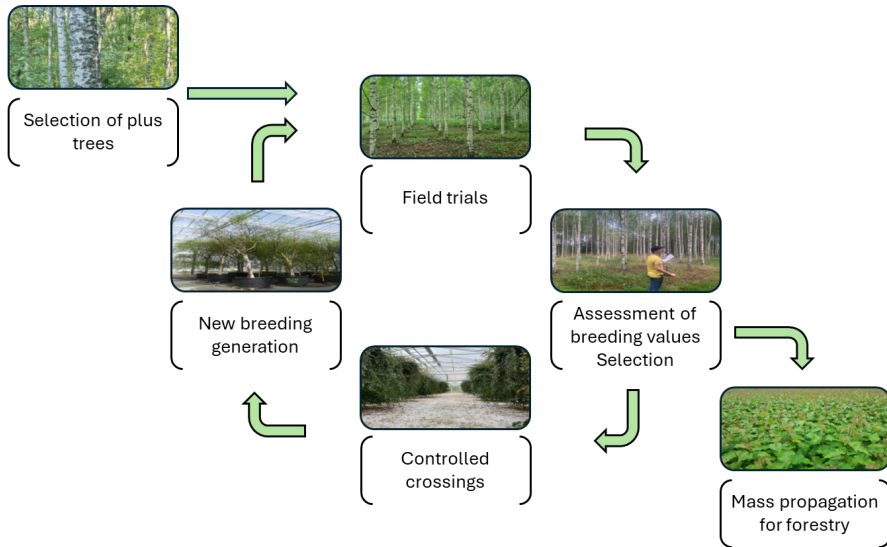 Selection of plus
trees
Field trials
New breeding
generation
Assessment of
breeding values
Selection
Controlled
crossings
Mass propagation
for forestry